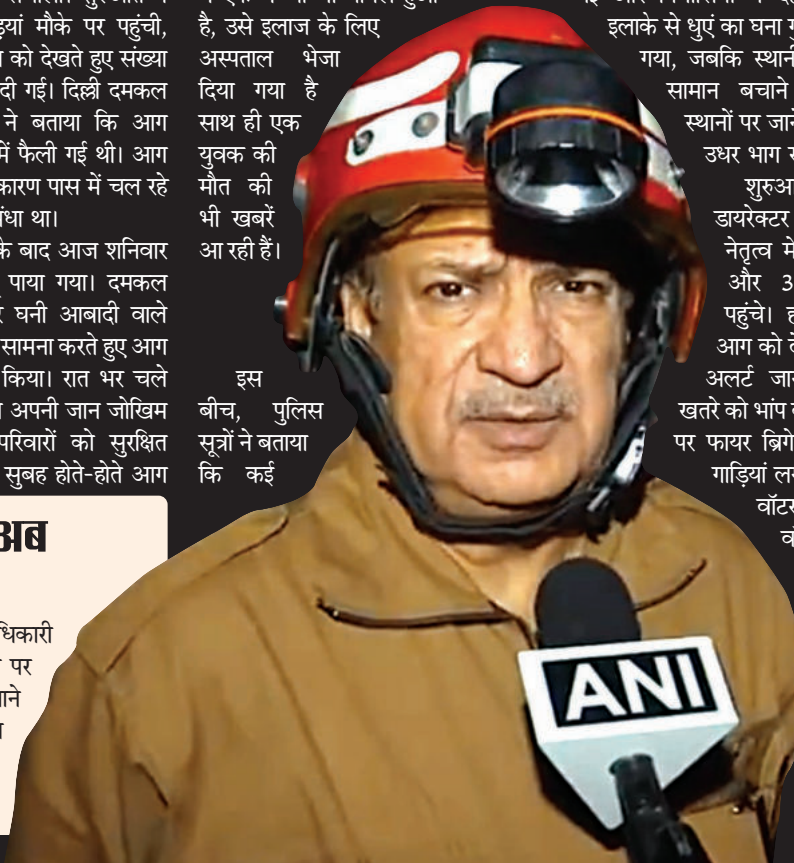 इयां मौके पर पहुंची,
को देखते हुए संख्या
दी गई। दिल्ली दमकल
ने बताया कि आग
में फैली गई थी। आग
कारण पास में चल रहे
धंधा था।
के बाद आज शनिवार
पाया गया। दमकल
घनी आबादी वाले
सामना करते हुए आग
किया। रात भर चले
अपनी जान जोखिम
परिवारों को सुरक्षित
सुबह होते-होते आग
अब
धिकारी
पर
है, उसे इलाज के लिए
अस्पताल भेजा
दिया गया है
साथ ही एक
युवक की
मौत की
भी खबरें
आ रही हैं।
इस
बीच, पुलिस
सूत्रों ने बताया
कि कई
इलाके से धुएं का घना
गया, जबकि स्थानी
सामान बचाने
स्थानों पर जाने
उधर भाग
शुरुआ
डायरेक्टर
नेतृत्व में
और 3
पहुंचे।
आग को
अलर्ट जा
खतरे को भांप
पर फायर ब्रिगे
गाड़ियां
वॉटर
ANI